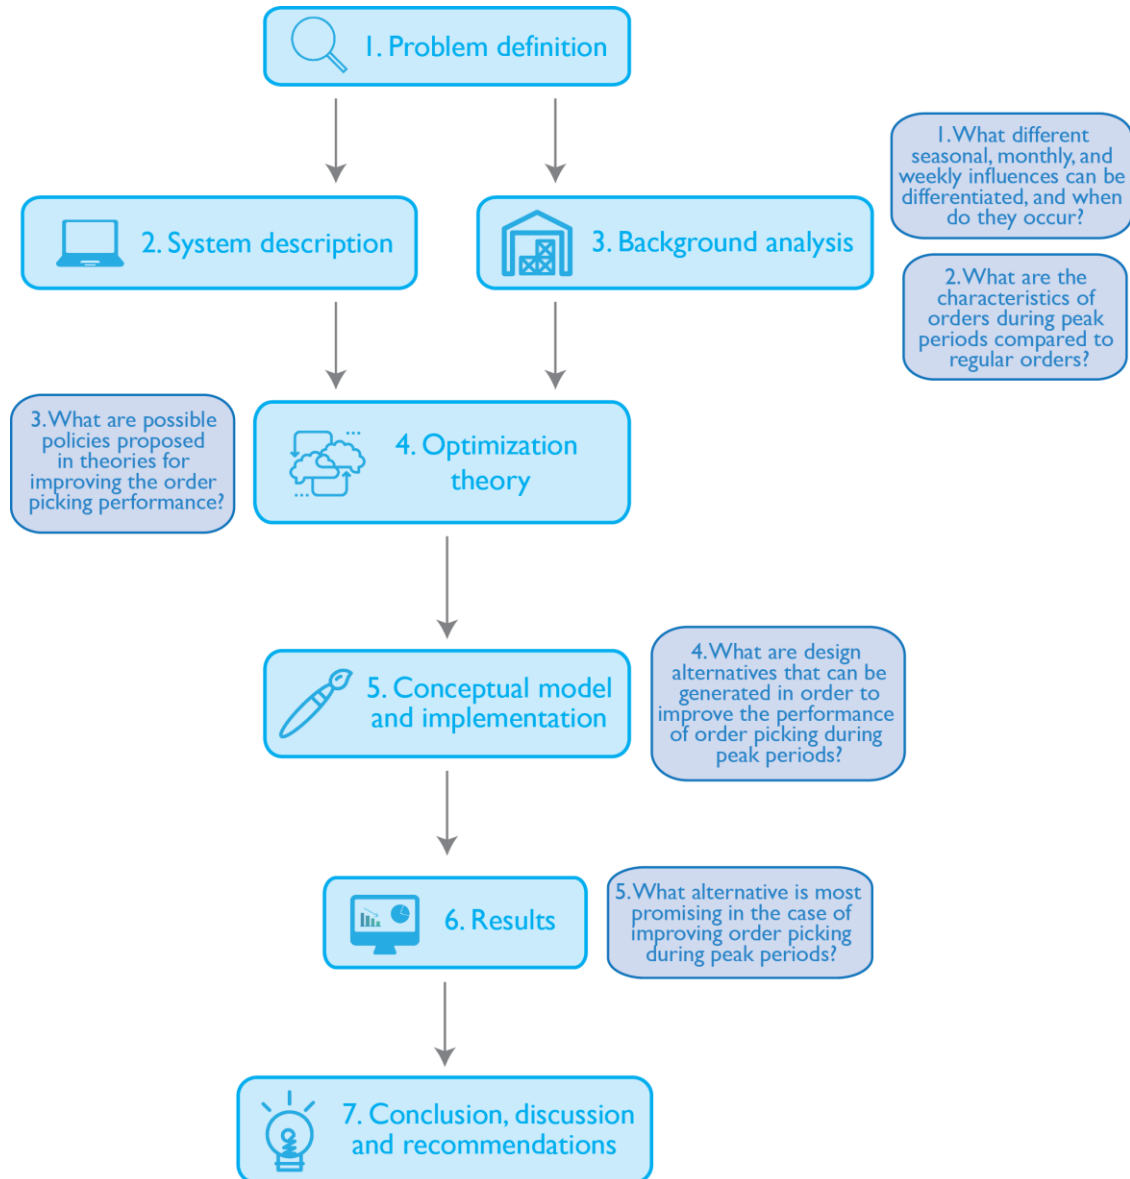 1. Problem definition
1. What different
seasonal, monthly, and
weekly influences can be
differentiated, and when
do they occur?
2. System description
3. Background analysis
2. What are the
characteristics of
orders during peak
periods compared to
regular orders?
3. What are possible
policies proposed
in theories for
improving the order
picking performance?
4. Optimization
theory
4. What are design
alternatives that can be
generated in order to
improve the performance
of order picking during
peak periods?
5. Conceptual model
and implementation
5. What alternative is most
promising in the case of
improving order picking
during peak periods?
6. Results
7. Conclusion, discussion
and recommendations